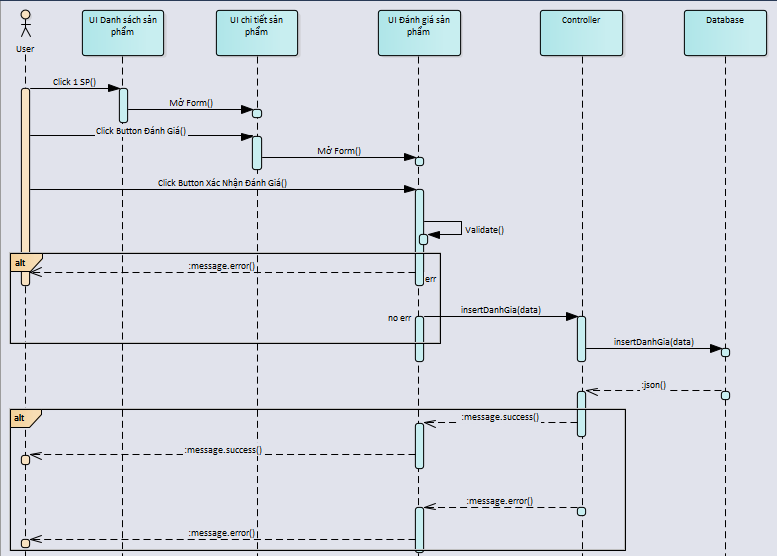 UI Danh sách sản
phẩm
UI chi tiết sản
phẩm
UI Đánh giá sản
phẩm
Controller
Database
User
Click 1 SP()
Mở Form()
Click Button Đánh Giá()
Mở Form()
Click Button Xác Nhận Đánh Giá()
Validate()
alt
:message.error()
err
no err
insertDanhGia(data)
insertDanhGia(data)
:json()
alt
:message.success()
:message.success()
:message.error()
:message.error()